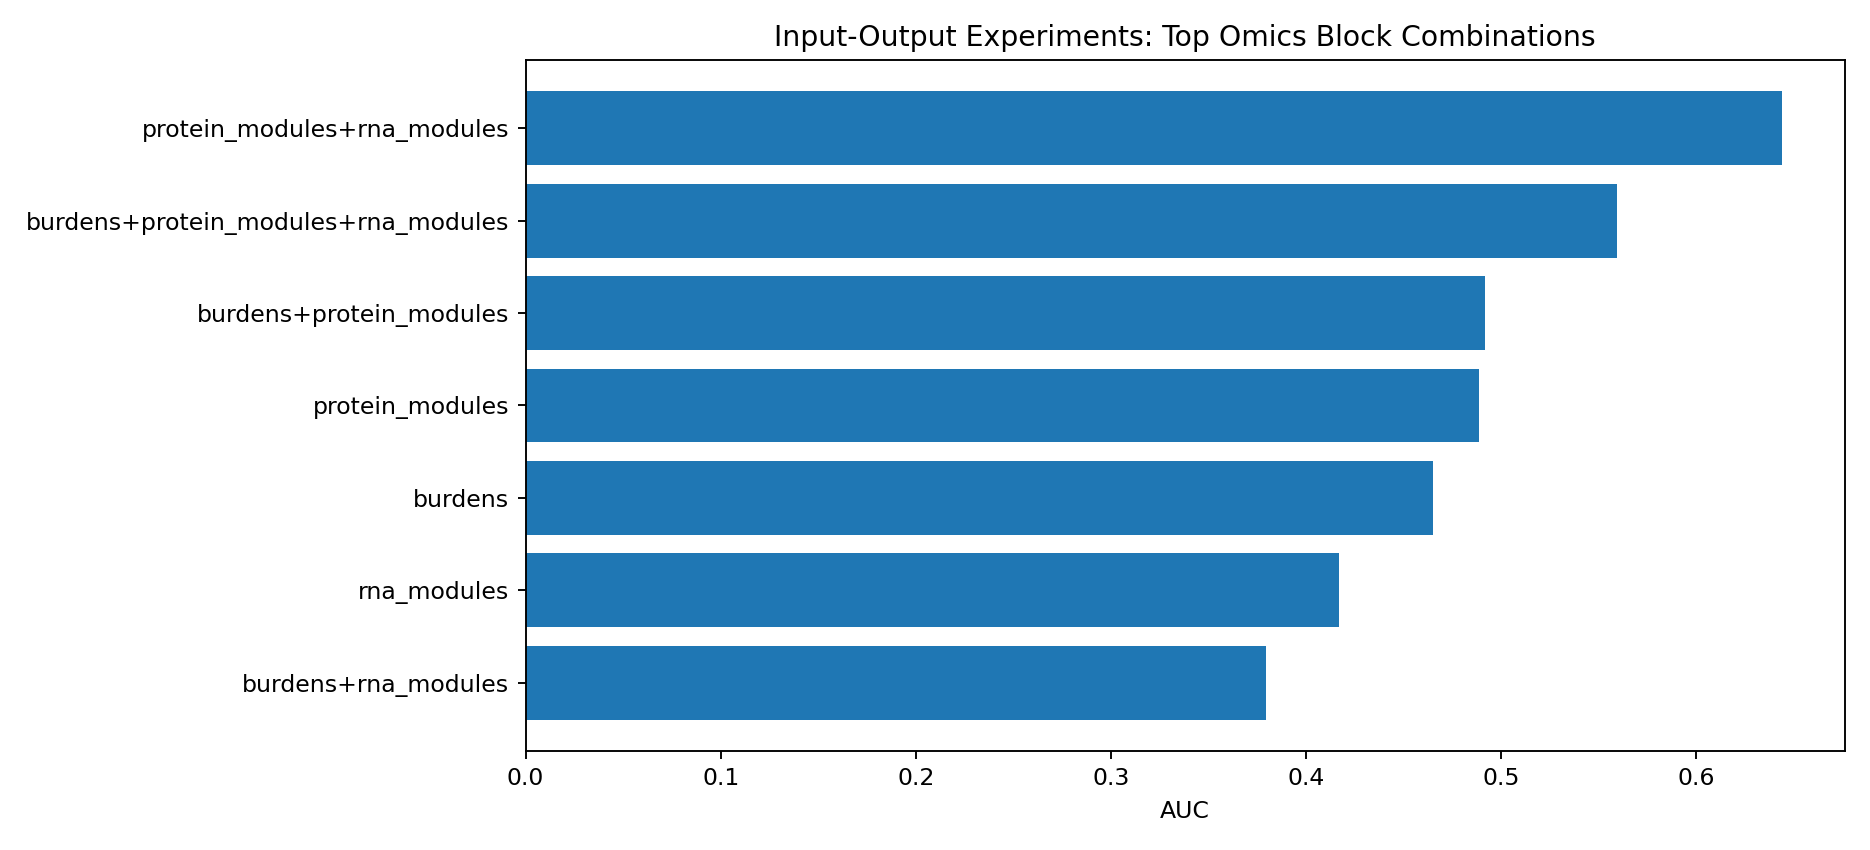 Input-Output Experiments: Top Omics Block Combinations
protein_modules+rna_modules
burdens+protein_modules+rna_modules
burdens+protein_modules
protein_modules
burdens
rna_modules
burdens+rna_modules
0.0 0.1 0.2 0.3 0.4 0.5 0.6
AUC